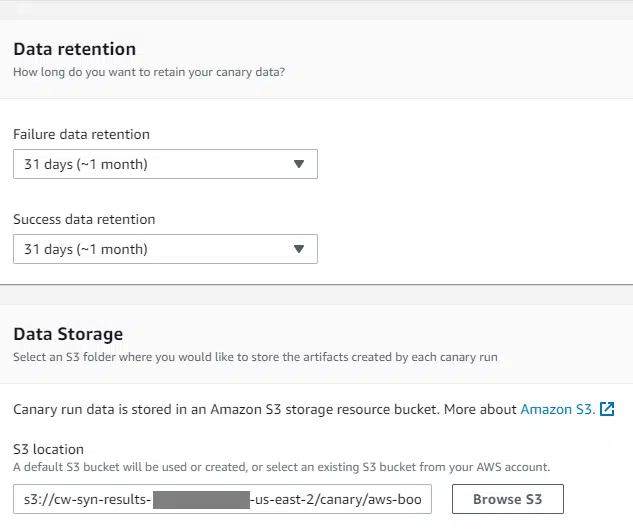 Data retention
How long do you want to retain your canary data?
Failure data retention
31 days (~1 month)
Success data retention
31 days (~1 month)
Data Storage
Select an S3 folder where you would like to store the artifacts created by each canary run
Canary run data is stored in an Amazon S3 storage resource bucket. More about Amazon S3.
S3 location
A default S3 bucket will be used or created, or select an existing S3 bucket from your AWS account.
s3://cw-syn-results- -us-east-2/canary/aws-boo
Browse S3